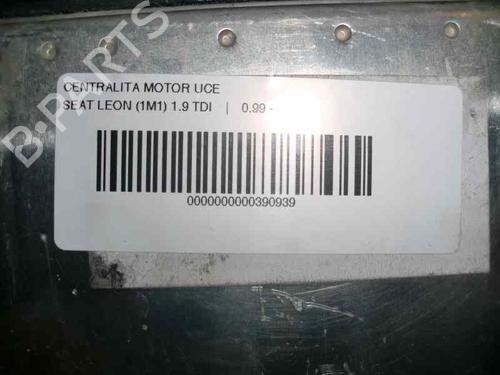 B-PARTS
CENTRALITA MOTOR UCE
SEAT LEON (1M1) 1.9 TDI | 0.99 -
0000000000390939